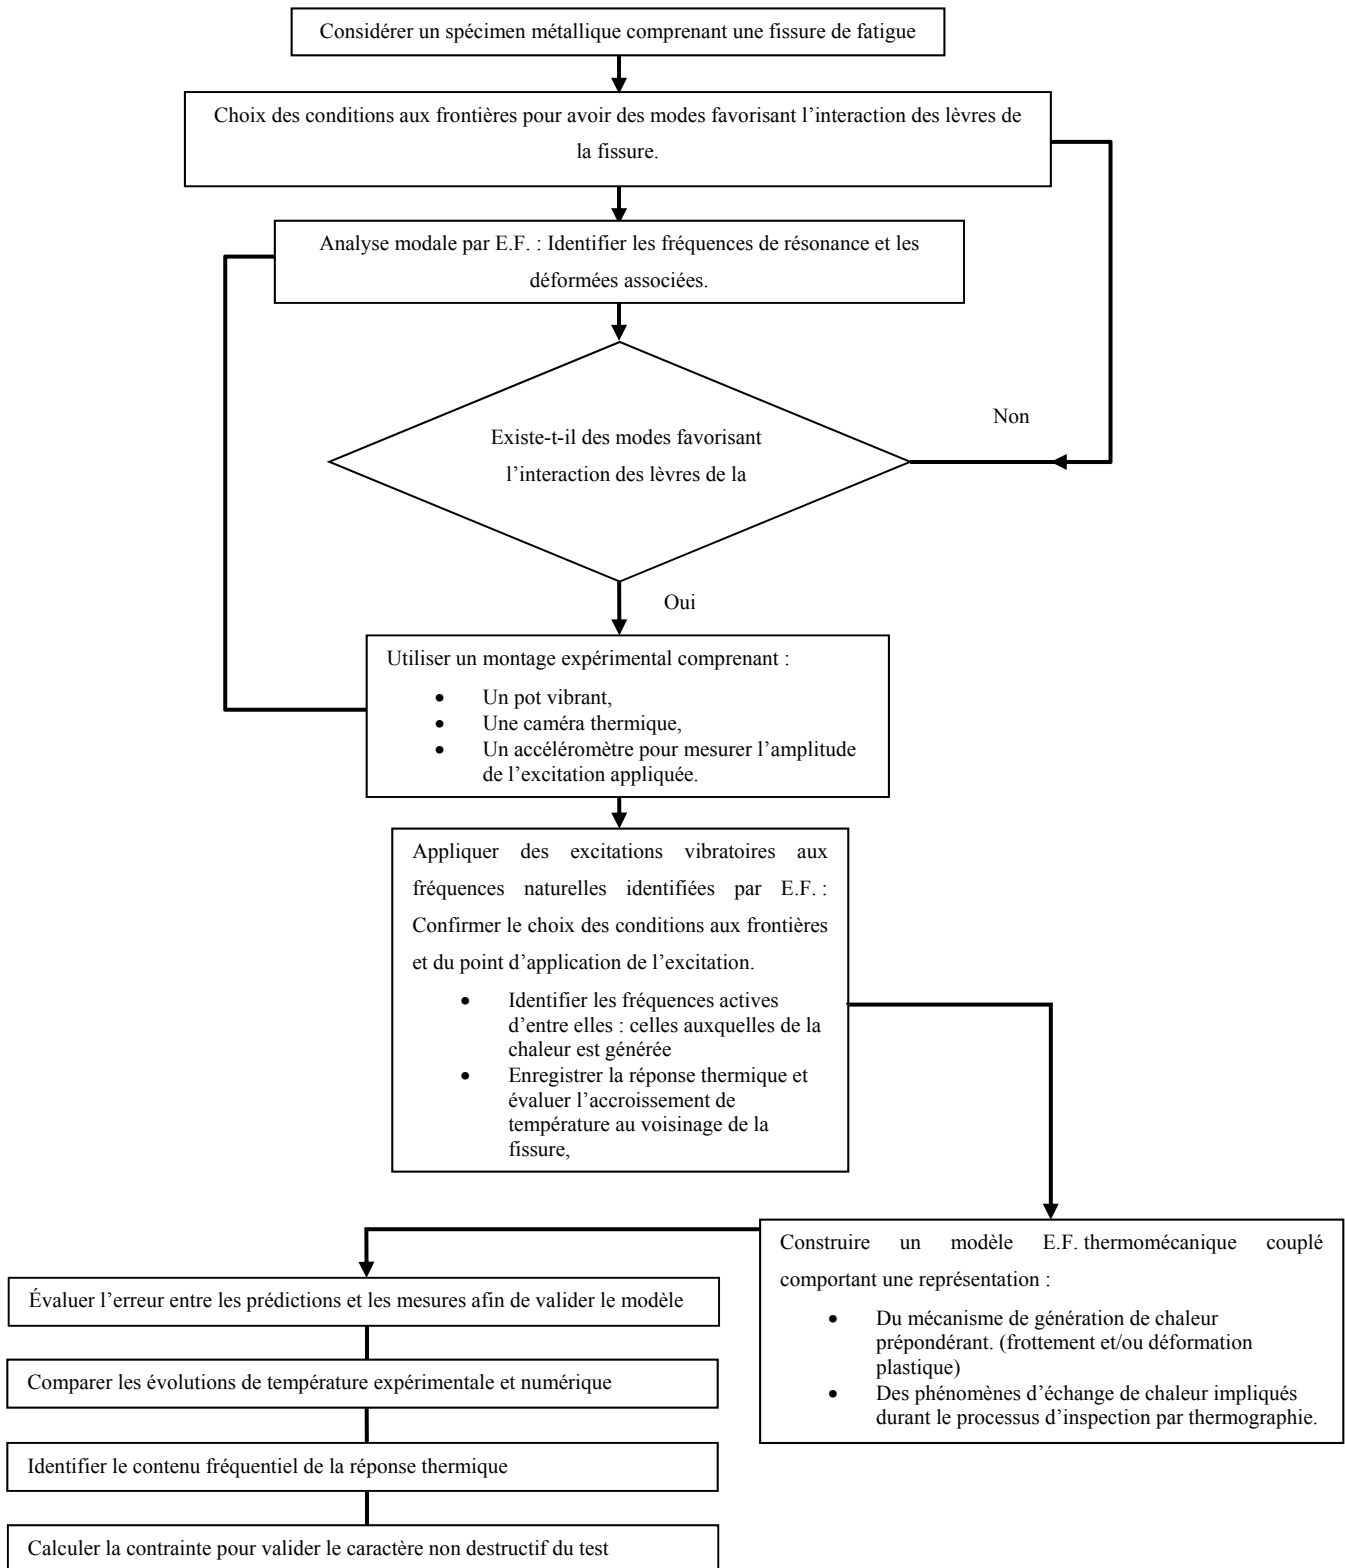 Considérer un spécimen métallique comprenant une fissure de fatigue
Choix des conditions aux frontières pour avoir des modes favorisant l’interaction des lèvres de
la fissure.
Analyse modale par E.F. : Identifier les fréquences de résonance et les
déformées associées.
Existe-t-il des modes favorisant
l’interaction des lèvres de la
Non
Oui
Utiliser un montage expérimental comprenant :
• Un pot vibrant,
• Une caméra thermique,
• Un accéléromètre pour mesurer l’amplitude
de l’excitation appliquée.
Appliquer des excitations vibratoires aux
fréquences naturelles identifiées par E.F. :
Confirmer le choix des conditions aux frontières
et du point d’application de l’excitation.
• Identifier les fréquences actives
d’entre elles : celles auxquelles de la
chaleur est générée
• Enregistrer la réponse thermique et
évaluer l’accroissement de
température au voisinage de la
fissure,
Construire un modèle E.F. thermomécanique couplé
comportant une représentation :
• Du mécanisme de génération de chaleur
prépondérant. (frottement et/ou déformation
plastique)
• Des phénomènes d’échange de chaleur impliqués
durant le processus d’inspection par thermographie.
Évaluer l’erreur entre les prédictions et les mesures afin de valider le modèle
Comparer les évolutions de température expérimentale et numérique
Identifier le contenu fréquentiel de la réponse thermique
Calculer la contrainte pour valider le caractère non destructif du test